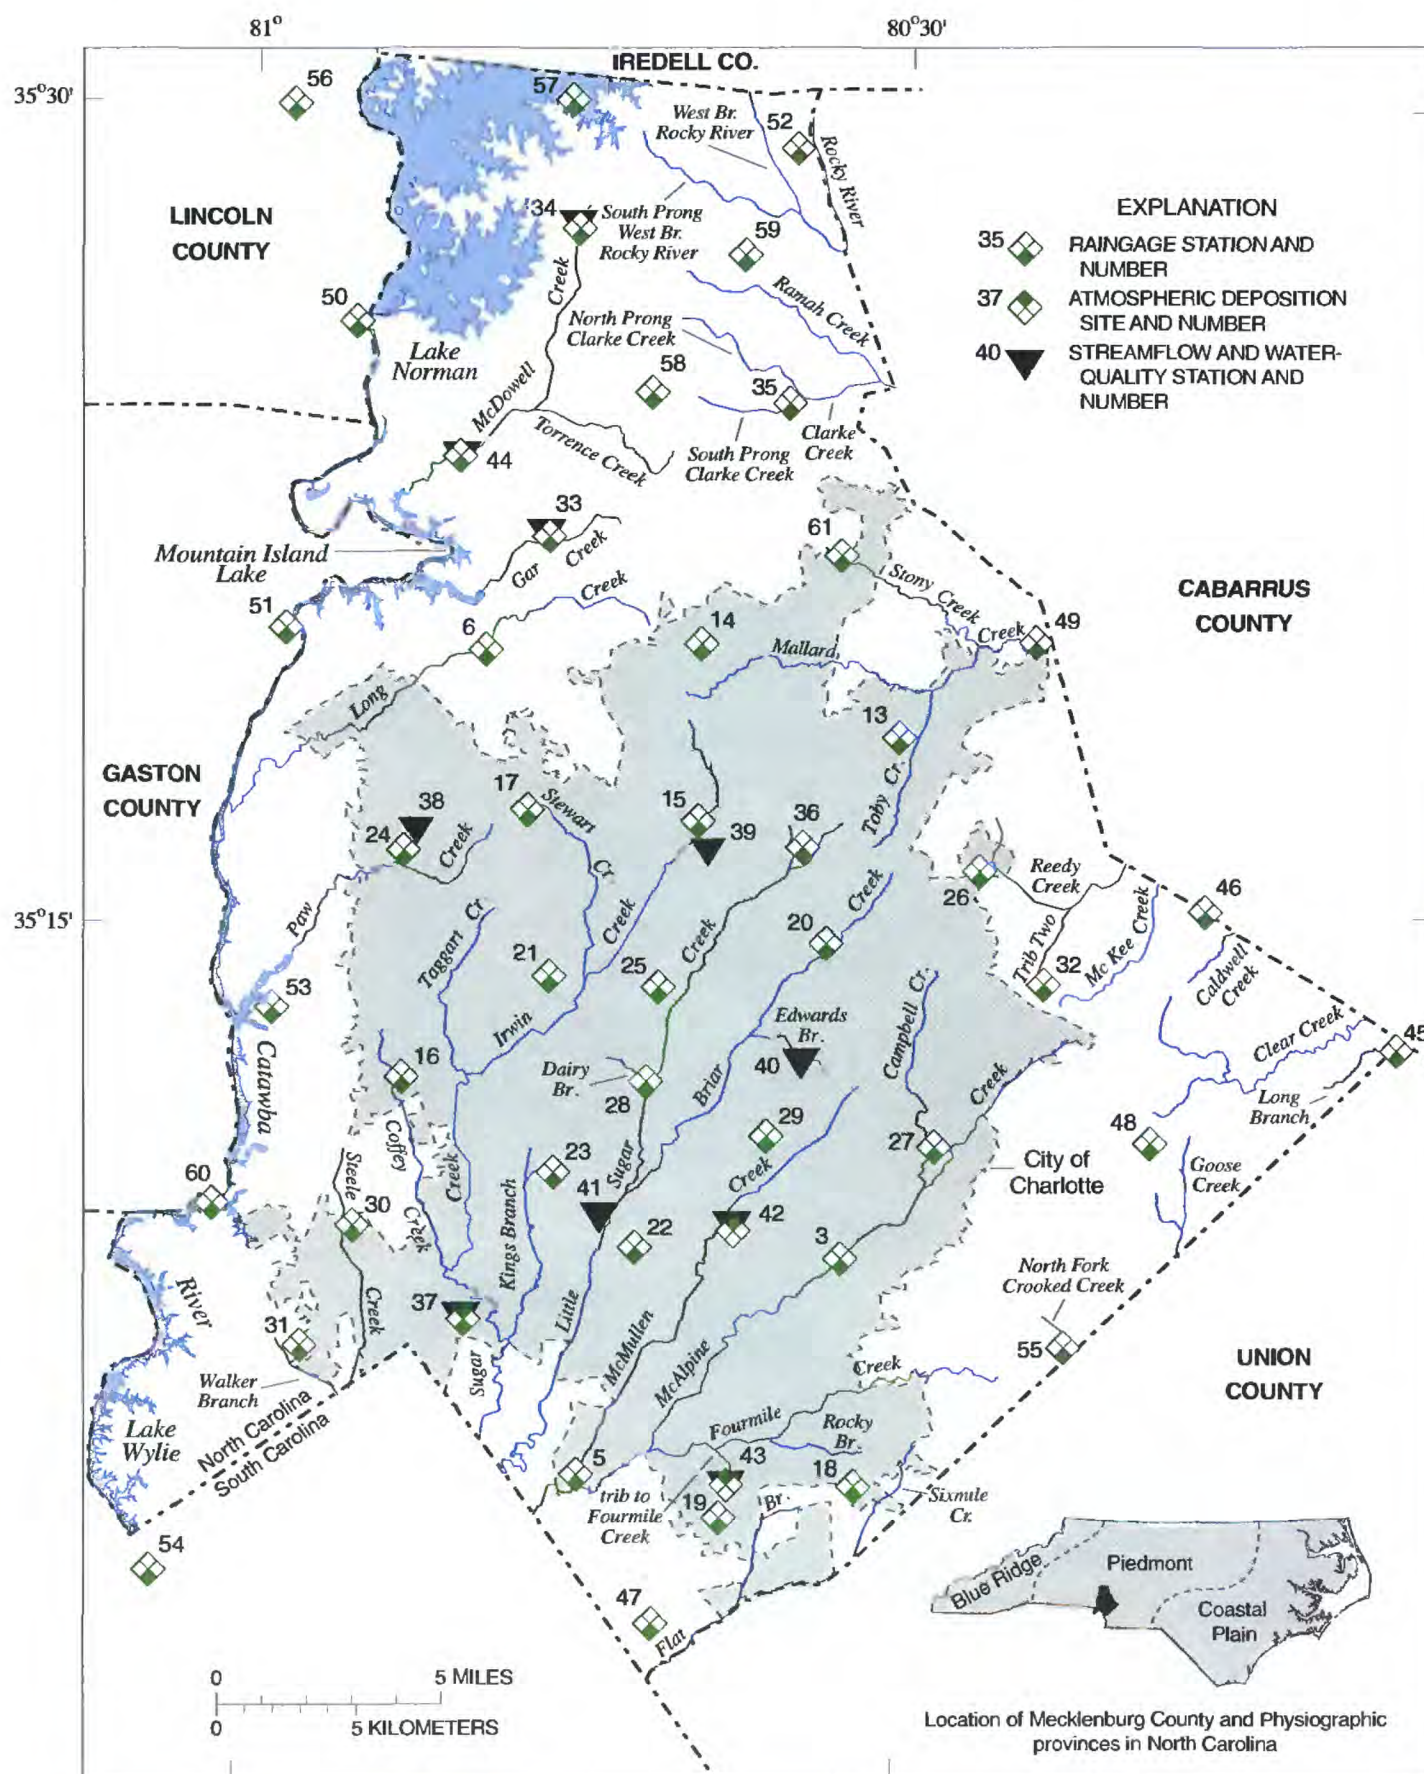 81°
80°30'
35°30'
IREDELL CO.
56
57
West Br.
Rocky River
52
Rocky River
LINCOLN
COUNTY
34
South Prong
West Br.
Rocky River
59
EXPLANATION
35
RAINGAGE STATION AND
NUMBER
37
ATMOSPHERIC DEPOSITION
SITE AND NUMBER
40
STREAMFLOW AND WATER-
QUALITY STATION AND
NUMBER
50
Lake
Norman
Creek
McDowell
North Prong
Clarke Creek
Ramah Creek
58
35
Clarke
Creek
South Prong
Clarke Creek
Torrence Creek
44
33
Gar
Creek
61
Mountain Island
Lake
Stony Creek
CABARRUS
COUNTY
51
6
Creek
14
Mallard
Creek
49
Long
13
GASTON
COUNTY
17
Stewart
Cr.
15
39
36
Toby Cr.
38
24
Creek
Paw
Reedy
Creek
26
46
35°15'
Taggart Cr
Creek
Creek
20
Creek
Trib Two
32
Mc Kee Creek
Caldwell
Creek
21
25
53
Irwin
Edwards
Br.
40
Campbell Cr.
Clear Creek
45
Catawba
16
Dairy
Br.
28
Briar
Creek
Long
Branch
29
27
48
Coffey
Creek
Creek
23
Sugar
41
Creek
City of
Charlotte
Goose
Creek
60
Steele
30
Creek
Kings Branch
22
42
3
North Fork
Crooked Creek
River
37
Little
McMullen
McAlpine
55
31
Walker
Branch
Sugar
Creek
UNION
COUNTY
Lake
Wylie
North Carolina
South Carolina
Fourmile
Rocky
Br.
5
43
18
trib to
Fourmile
Creek
19
Br.
Sixmile
Cr.
54
47
Flat
Blue Ridge
Piedmont
Coastal
Plain
0
5 MILES
0
5 KILOMETERS
Location of Mecklenburg County and Physiographic
provinces in North Carolina